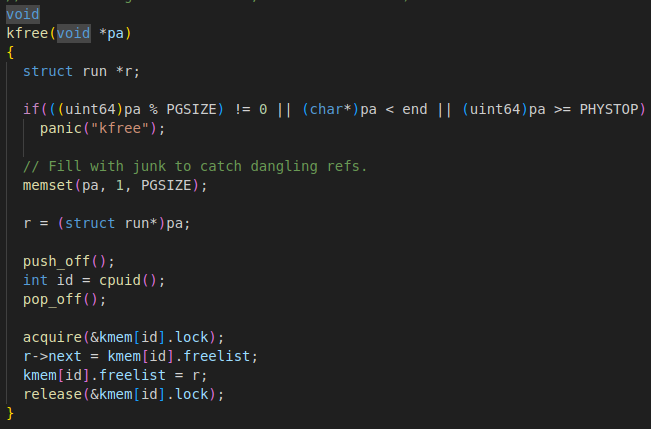 void
kfree(void *pa)
{
  struct run *r;

  if(((uint64)pa % PGSIZE) != 0 || (char*)pa < end || (uint64)pa >= PHYSTOP)
    panic("kfree");

  // Fill with junk to catch dangling refs.
  memset(pa, 1, PGSIZE);

  r = (struct run*)pa;

  push_off();
  int id = cpuid();
  pop_off();

  acquire(&kmem[id].lock);
  r->next = kmem[id].freelist;
  kmem[id].freelist = r;
  release(&kmem[id].lock);
}